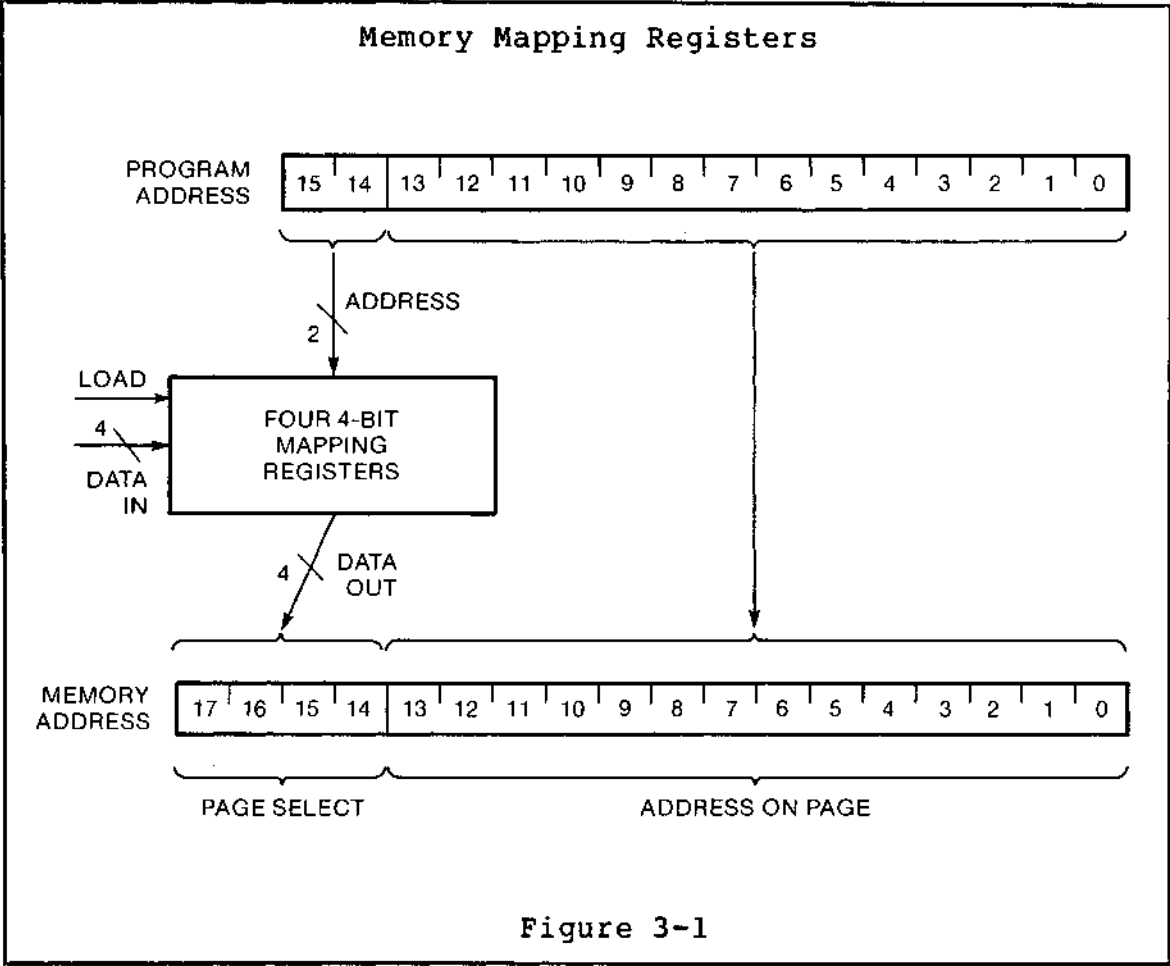 Memory Mapping Registers
PROGRAM
ADDRESS
15 14 13 12 11 10 9 8 7 6 5 4 3 2 1 0
ADDRESS
2
LOAD
4
DATA
IN
FOUR 4-BIT
MAPPING
REGISTERS
4
DATA
OUT
MEMORY
ADDRESS
17 16 15 14 13 12 11 10 9 8 7 6 5 4 3 2 1 0
PAGE SELECT
ADDRESS ON PAGE
Figure 3-1